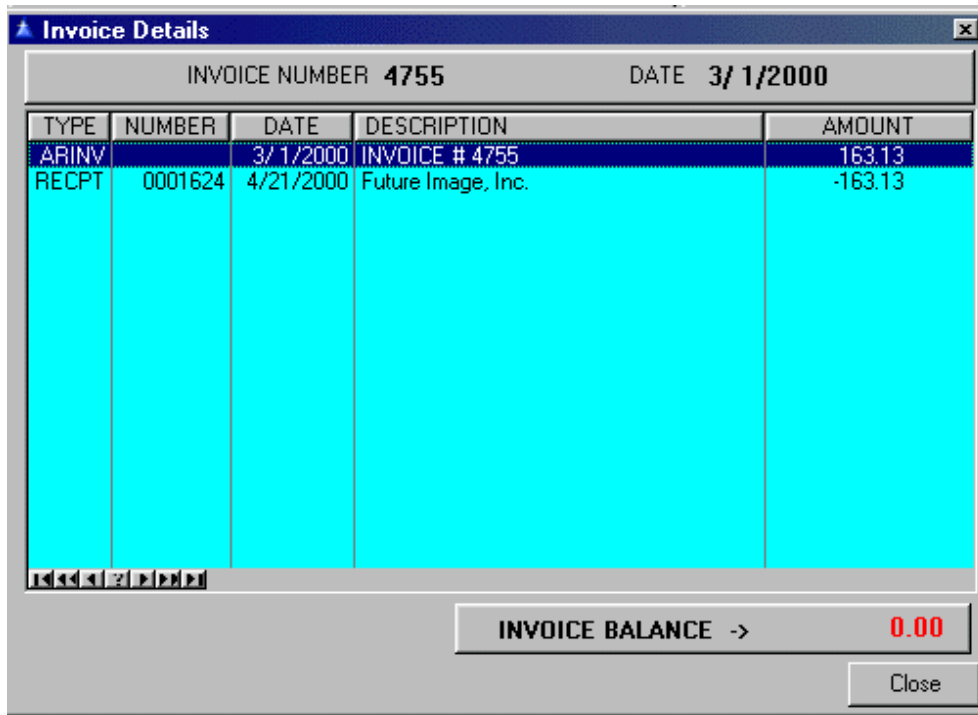 Invoice Details
INVOICE NUMBER 4755 DATE 3/ 1/2000
TYPE NUMBER DATE DESCRIPTION AMOUNT
ARINV 3/ 1/2000 INVOICE # 4755 163.13
RECPT 0001624 4/21/2000 Future Image, Inc. -163.13
?
INVOICE BALANCE -> 0.00
Close